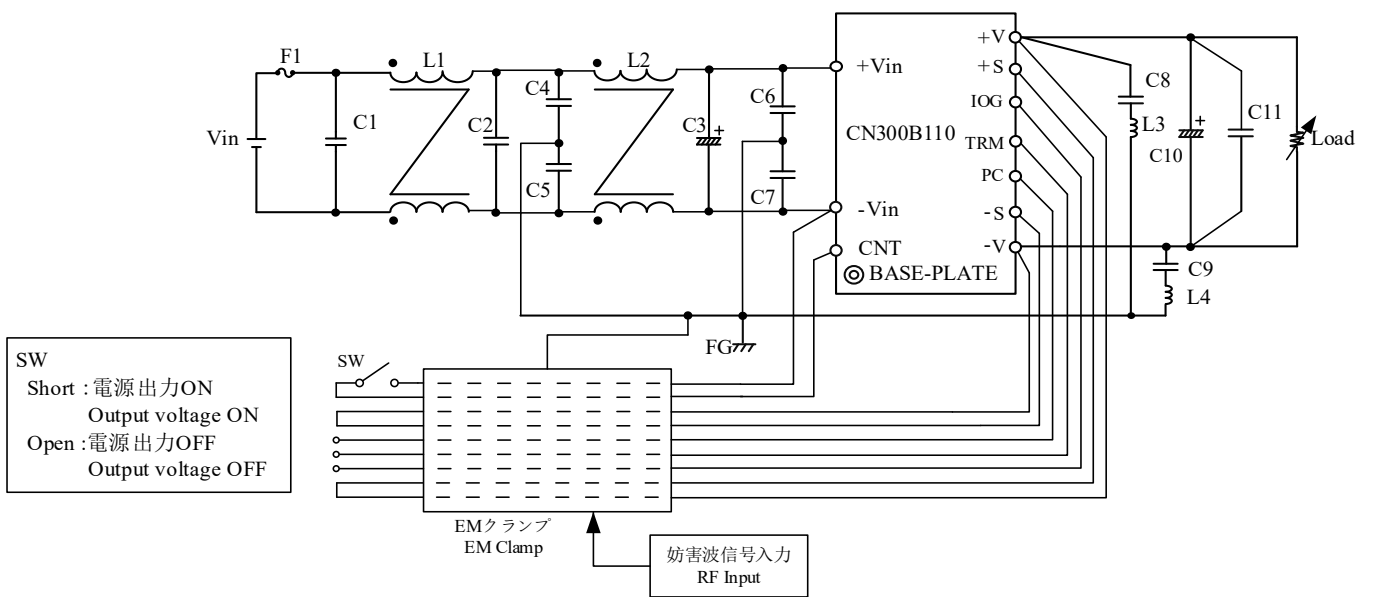 F1
L1
L2
C1
C2
C4
C5
C3
+
C6
C7
Vin
+Vin
-Vin
CNT
CN300B110
BASE-PLATE
+V
+S
IOG
TRM
PC
-S
-V
C8
L3
C9
L4
C10
+
C11
Load
FG
SW
Short :電源出力ON
Output voltage ON
Open :電源出力OFF
Output voltage OFF
SW
EMクランプ
EM Clamp
妨害波信号入力
RF Input